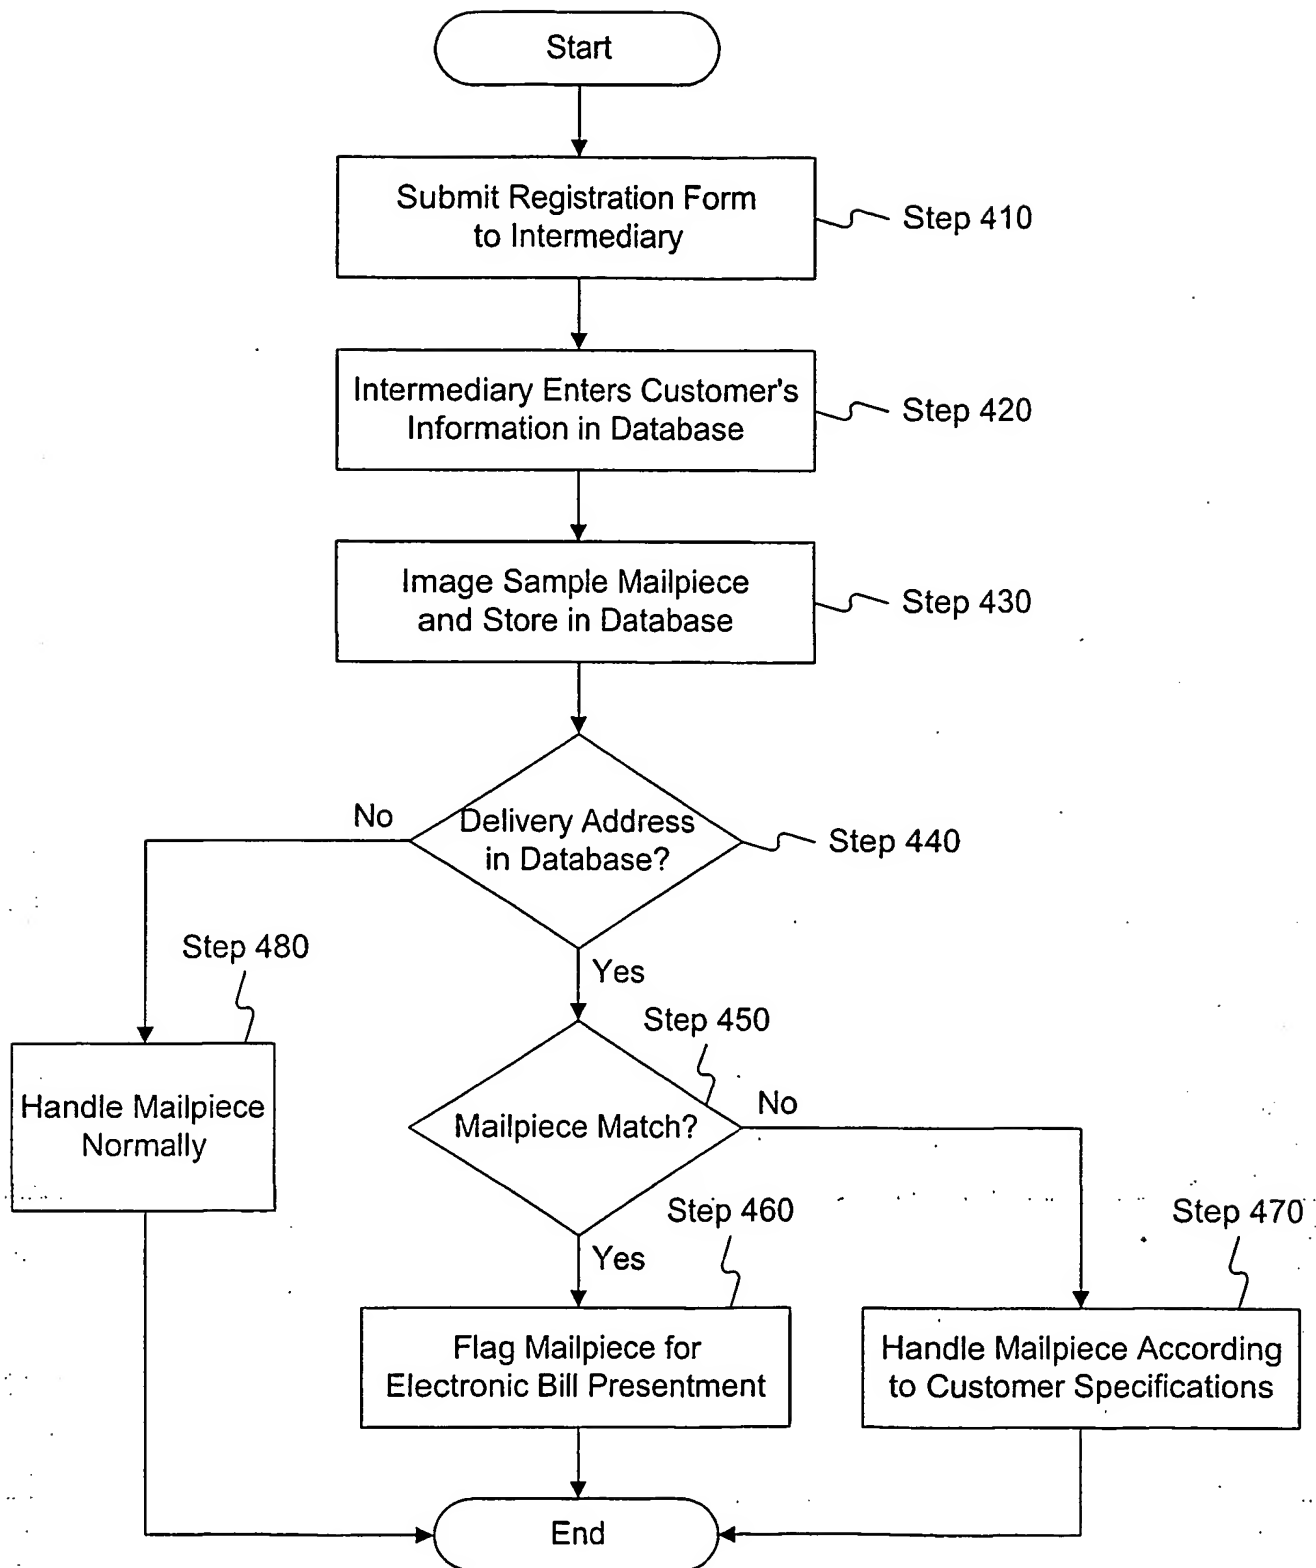 Start
Submit Registration Form
to Intermediary
Step 410
Intermediary Enters Customer's
Information in Database
Step 420
Image Sample Mailpiece
and Store in Database
Step 430
No
Delivery Address
in Database?
Step 440
Step 480
Yes
Step 450
Handle Mailpiece
Normally
Mailpiece Match?
No
Step 460
Step 470
Yes
Flag Mailpiece for
Electronic Bill Presentment
Handle Mailpiece According
to Customer Specifications
End